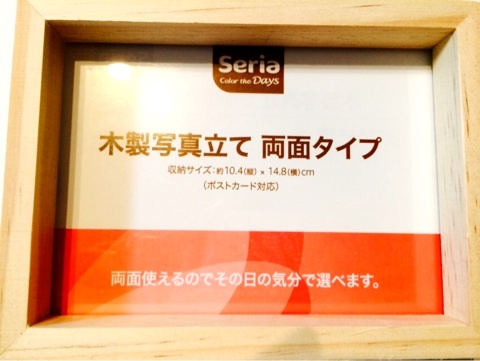 Seria
Color the Days
木製写真立て 両面タイプ
収納サイズ:約10.4(縦)×14.8(横)cm
(ポストカード対応)
両面使えるのでその日の気分で選べます。